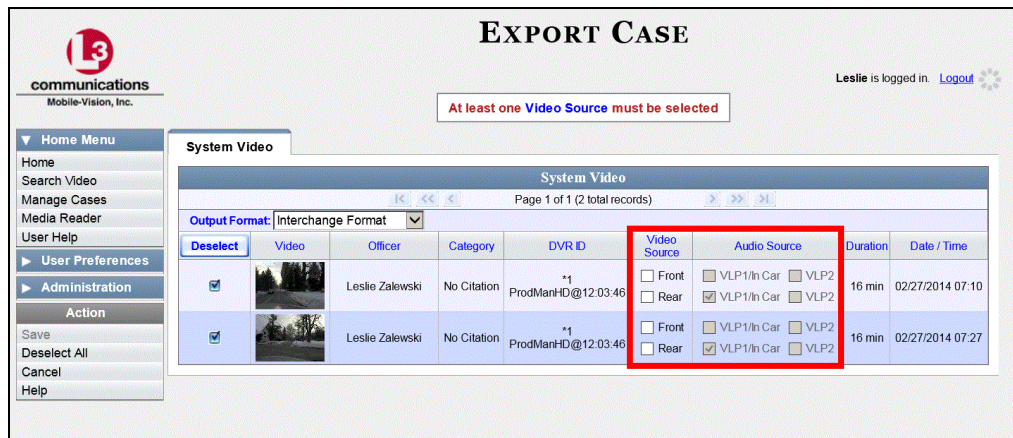 EXPORT CASE
L3
communications
Mobile-Vision, Inc.
Leslie is logged in. Logout
At least one Video Source must be selected
Home Menu
Home
Search Video
Manage Cases
Media Reader
User Help
User Preferences
Administration
Action
Save
Deselect All
Cancel
Help
System Video
System Video
Page 1 of 1 (2 total records)
Output Format: Interchange Format
Deselect Video Officer Category DVR ID Video Source Audio Source Duration Date / Time
Leslie Zalewski No Citation *1 ProdManHD@12:03:46 Front VLP1/In Car VLP2 16 min 02/27/2014 07:10
Rear VLP1/In Car VLP2
Leslie Zalewski No Citation *1 ProdManHD@12:03:46 Front VLP1/In Car VLP2 16 min 02/27/2014 07:27
Rear VLP1/In Car VLP2